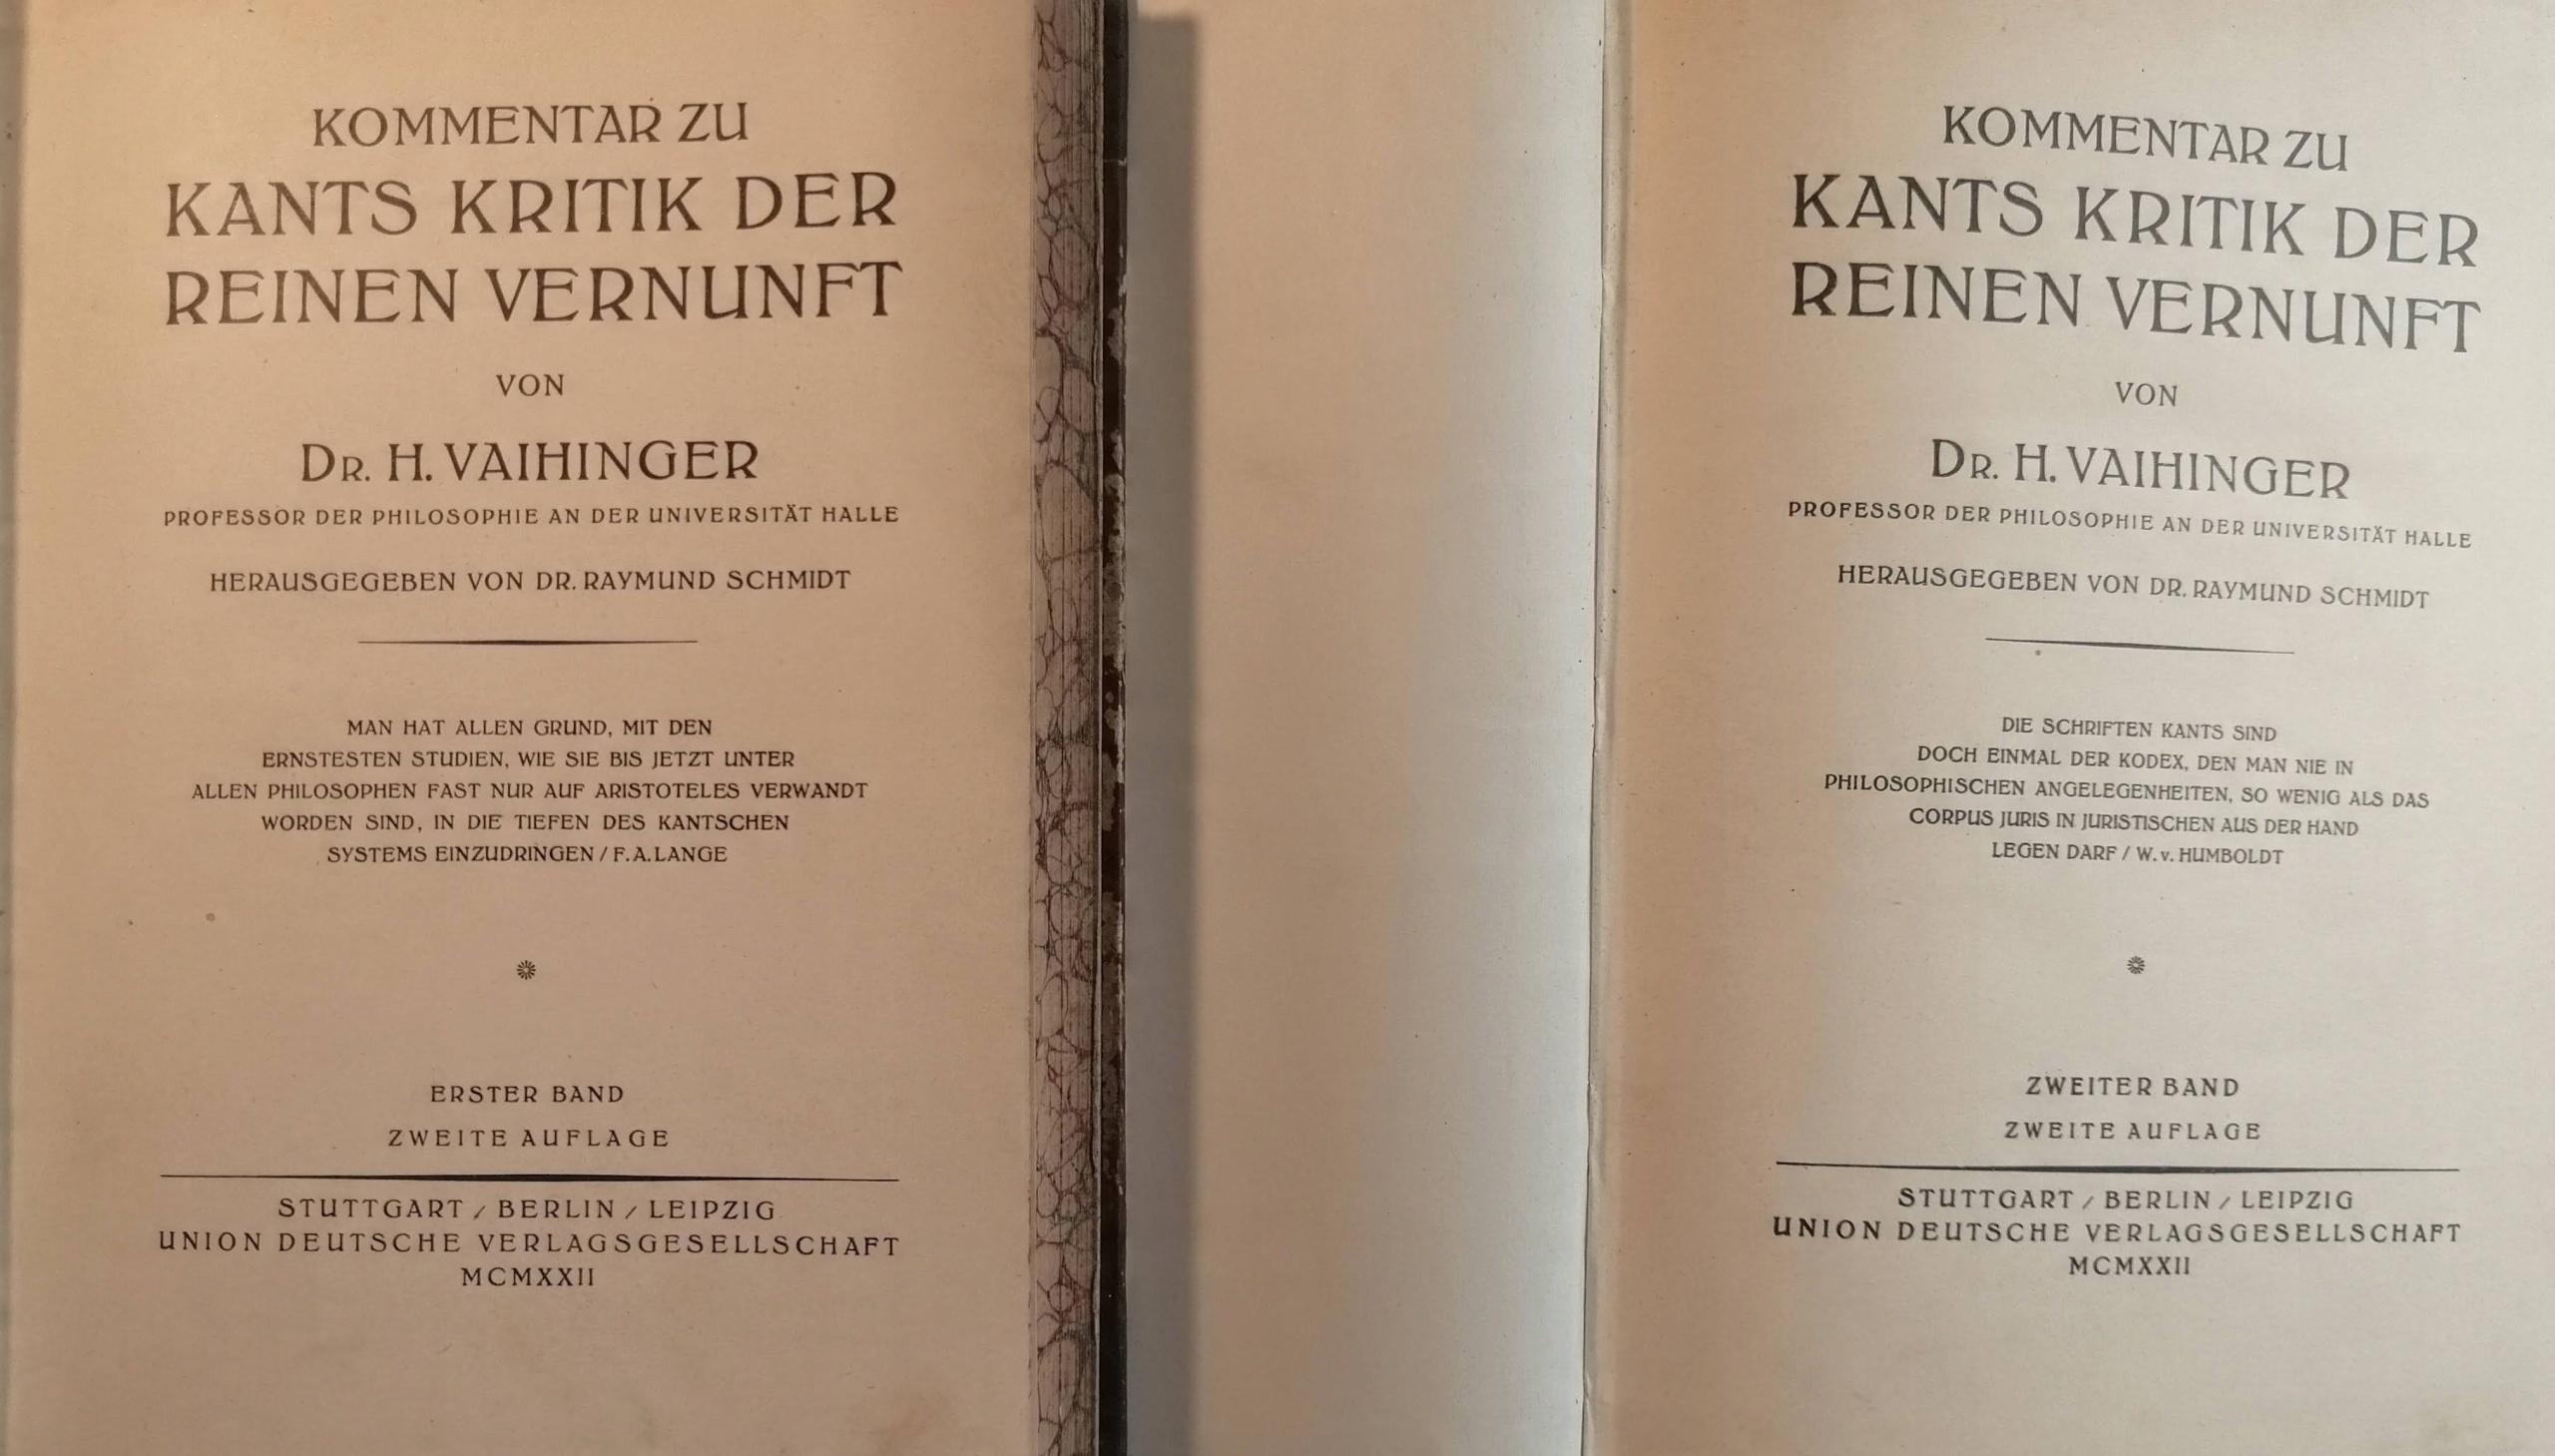 KOMMENTAR ZU
KANTS KRITIK DER
REINEN VERNUNFT
VON
DR. H. VAIHINGER
PROFESSOR DER PHILOSOPHIE AN DER UNIVERSITÄT HALLE
HERAUSGEGEBEN VON DR. RAYMUND SCHMIDT
MAN HAT ALLEN GRUND, MIT DEN
ERNSTESTEN STUDIEN, WIE SIE BIS JETZT UNTER
ALLEN PHILOSOPHEN FAST NUR AUF ARISTOTELES VERWANDT
WORDEN SIND, IN DIE TIEFEN DES KANTSCHEN
SYSTEMS EINZUDRINGEN / F. A. LANGE
ERSTER BAND
ZWEITE AUFLAGE
STUTTGART / BERLIN / LEIPZIG
UNION DEUTSCHE VERLAGSGESELLSCHAFT
MCMXXII
KOMMENTAR ZU
KANTS KRITIK DER
REINEN VERNUNFT
VON
DR. H. VAIHINGER
PROFESSOR DER PHILOSOPHIE AN DER UNIVERSITÄT HALLE
HERAUSGEGEBEN VON DR. RAYMUND SCHMIDT
DIE SCHRIFTEN KANTS SIND
DOCH EINMAL DER KODEX, DEN MAN NIE IN
PHILOSOPHISCHEN ANGELEGENHEITEN, SO WENIG ALS DAS
CORPUS JURIS IN JURISTISCHEN AUS DER HAND
LEGEN DARF / W. v. HUMBOLDT
ZWEITER BAND
ZWEITE AUFLAGE
STUTTGART / BERLIN / LEIPZIG
UNION DEUTSCHE VERLAGSGESELLSCHAFT
MCMXXII